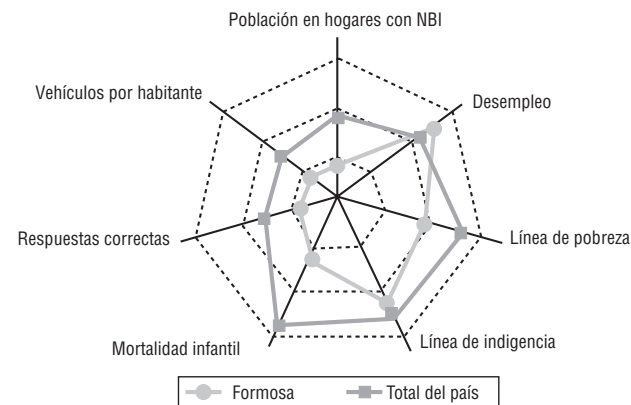 Población en hogares con NBI
Vehículos por habitante
Desempleo
Respuestas correctas
Línea de pobreza
Mortalidad infantil
Línea de indigencia
Formosa
Total del país